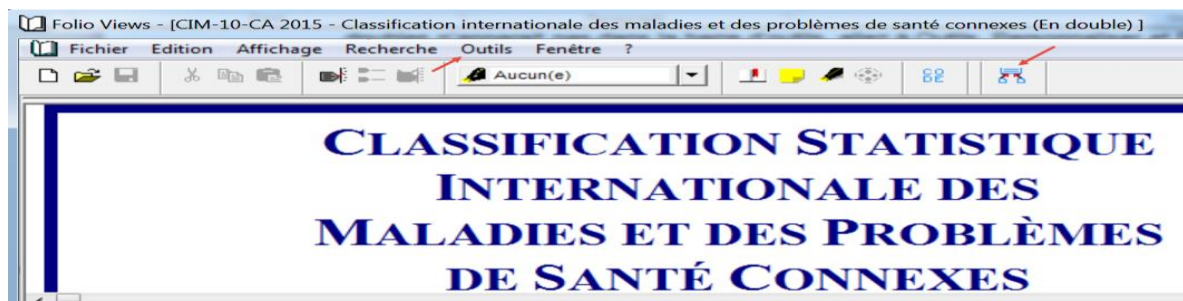 Folio Views - [CIM-10-CA 2015 - Classification internationale des maladies et des problèmes de santé connexes (En double) ]
Fichier Edition Affichage Recherche Outils Fenêtre ?
Aucun(e)
CLASSIFICATION STATISTIQUE
INTERNATIONALE DES
MALADIES ET DES PROBLÈMES
DE SANTÉ CONNEXES